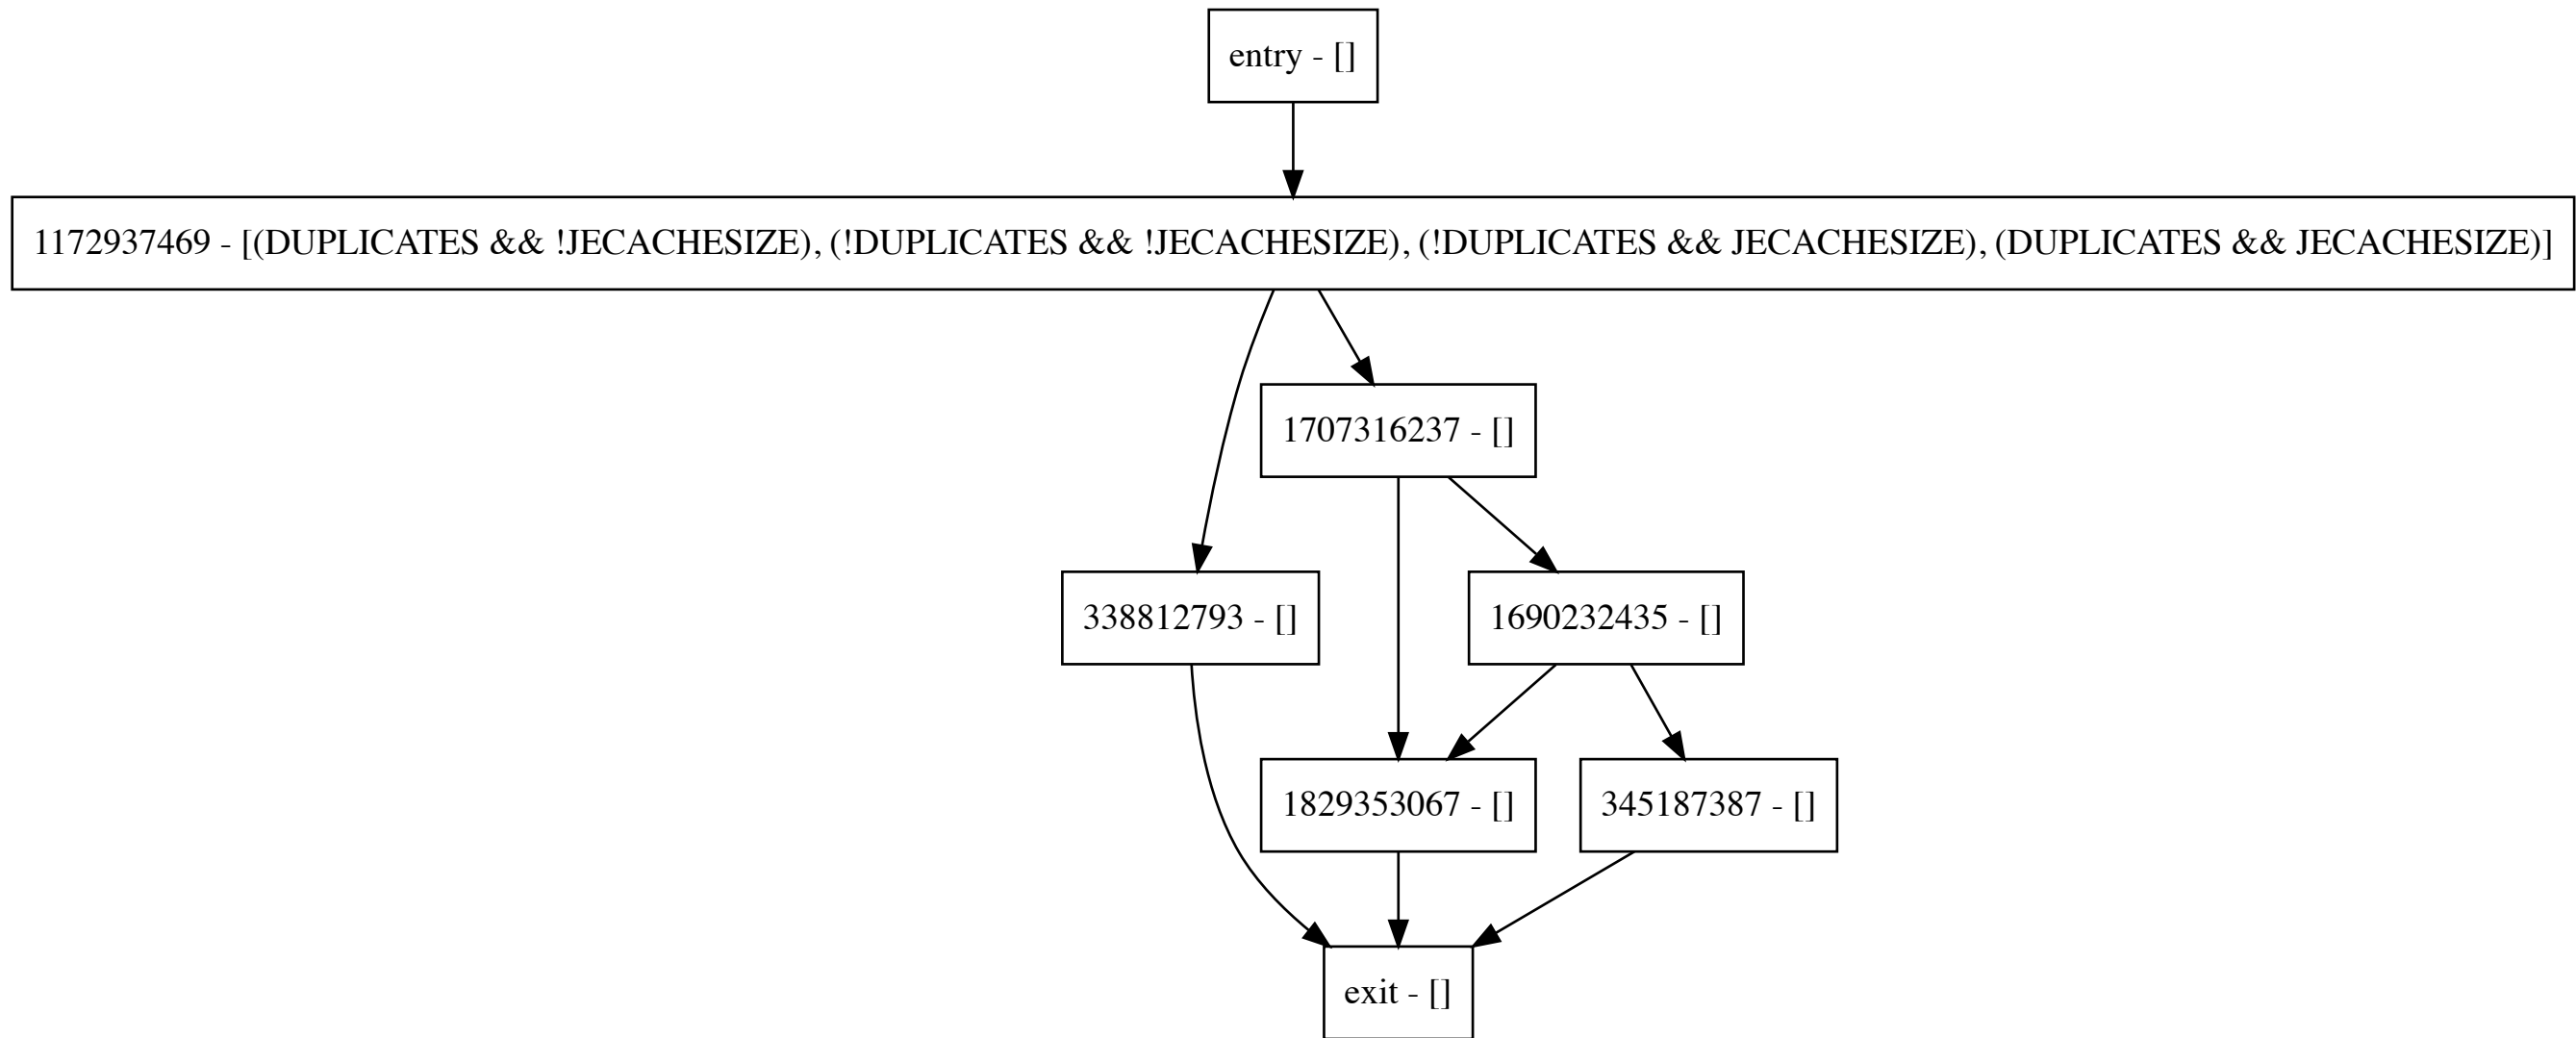 entry - []
1172937469 - [(DUPLICATES && !JECACHESIZE), (!DUPLICATES && !JECACHESIZE), (!DUPLICATES && JECACHESIZE), (DUPLICATES && JECACHESIZE)]
1707316237 - []
338812793 - []
1690232435 - []
1829353067 - []
345187387 - []
exit - []